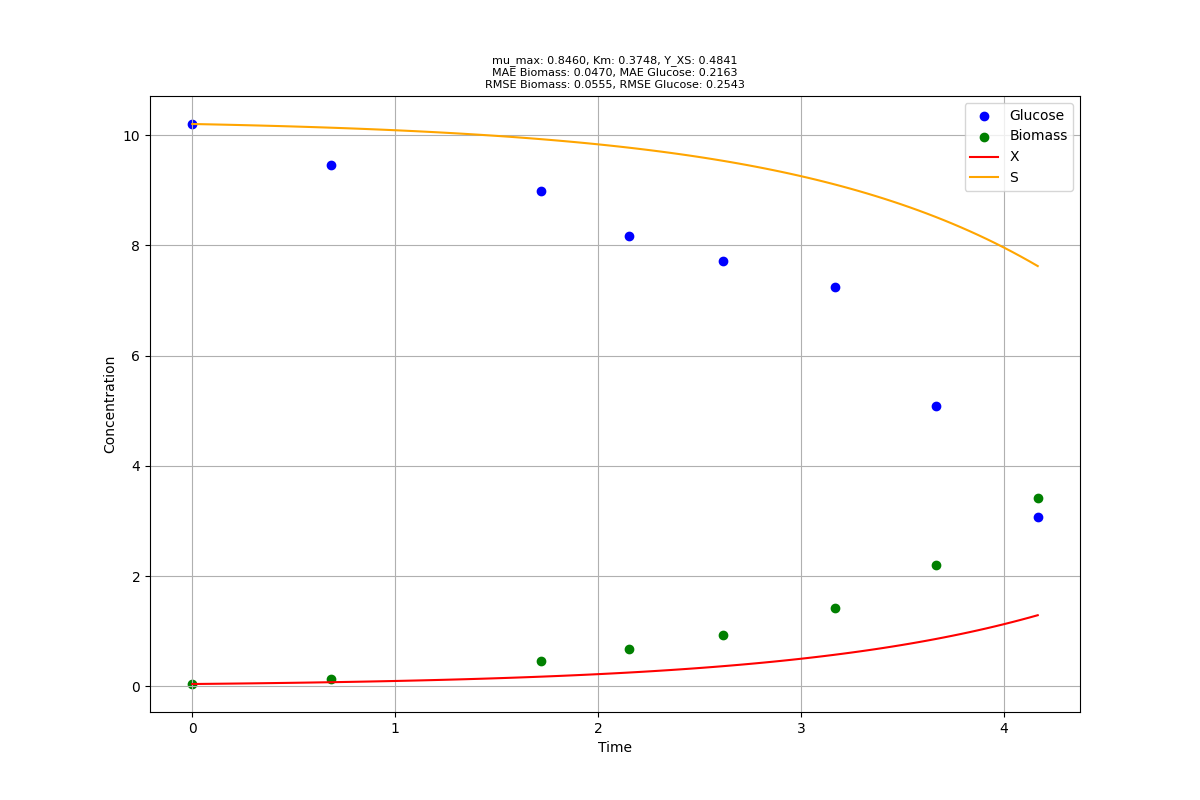 mu_max: 0.8460, Km: 0.3748, Y_XS: 0.4841
MAE Biomass: 0.0470, MAE Glucose: 0.2163
RMSE Biomass: 0.0555, RMSE Glucose: 0.2543
Glucose
Biomass
X
S
10
8
6
4
2
0
Concentration
0 1 2 3 4
Time